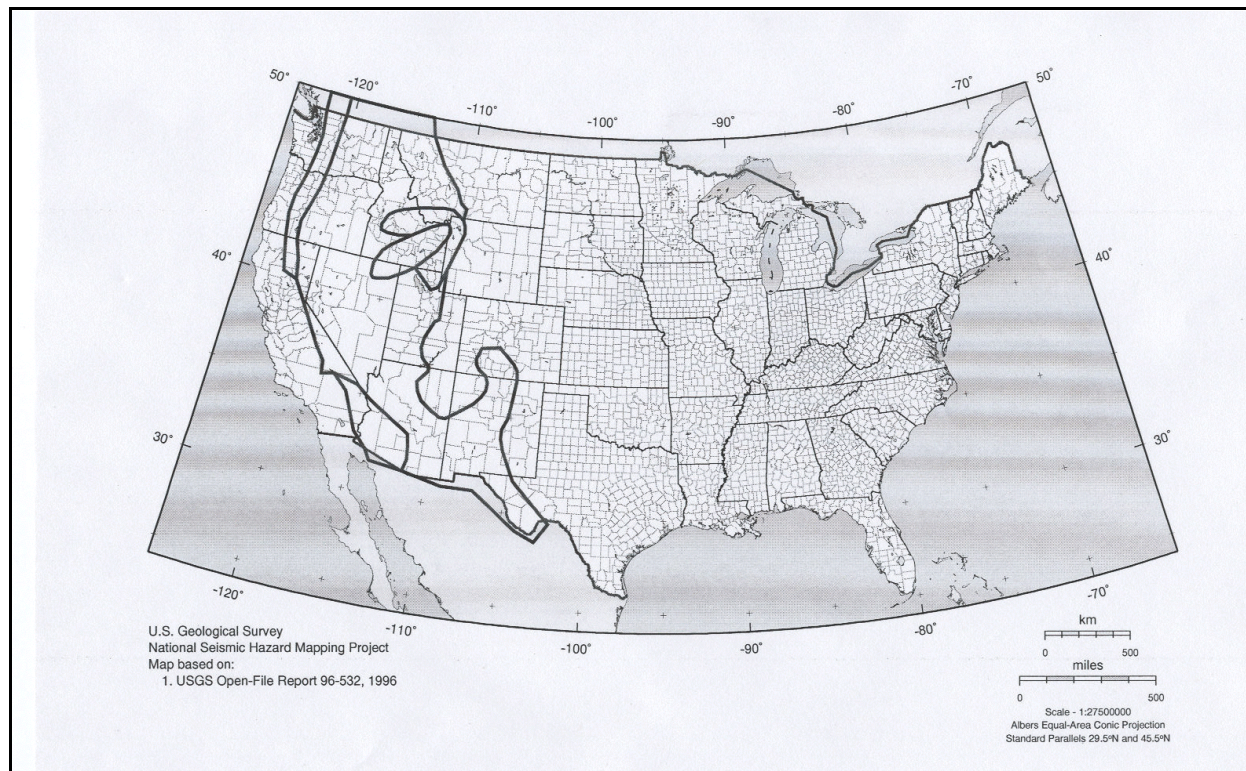 50°
-120°
-110°
-100°
-90°
-80°
-70°
50°
40°
40°
30°
30°
-120°
-110°
-100°
-90°
-80°
-70°
U.S. Geological Survey
National Seismic Hazard Mapping Project
Map based on:
1. USGS Open-File Report 96-532, 1996
km
0 500
miles
0 500
Scale - 1:27500000
Albers Equal-Area Conic Projection
Standard Parallels 29.5ºN and 45.5ºN